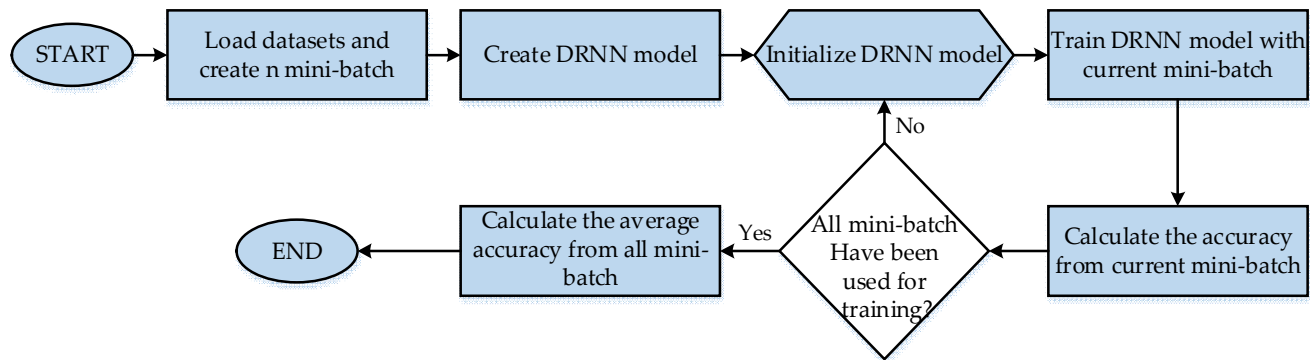 START
Load datasets and
create n mini-batch
Create DRNN model
Initialize DRNN model
Train DRNN model with
current mini-batch
No
END
Calculate the average
accuracy from all mini-
batch
Yes
All mini-batch
Have been
used for
training?
Calculate the accuracy
from current mini-batch